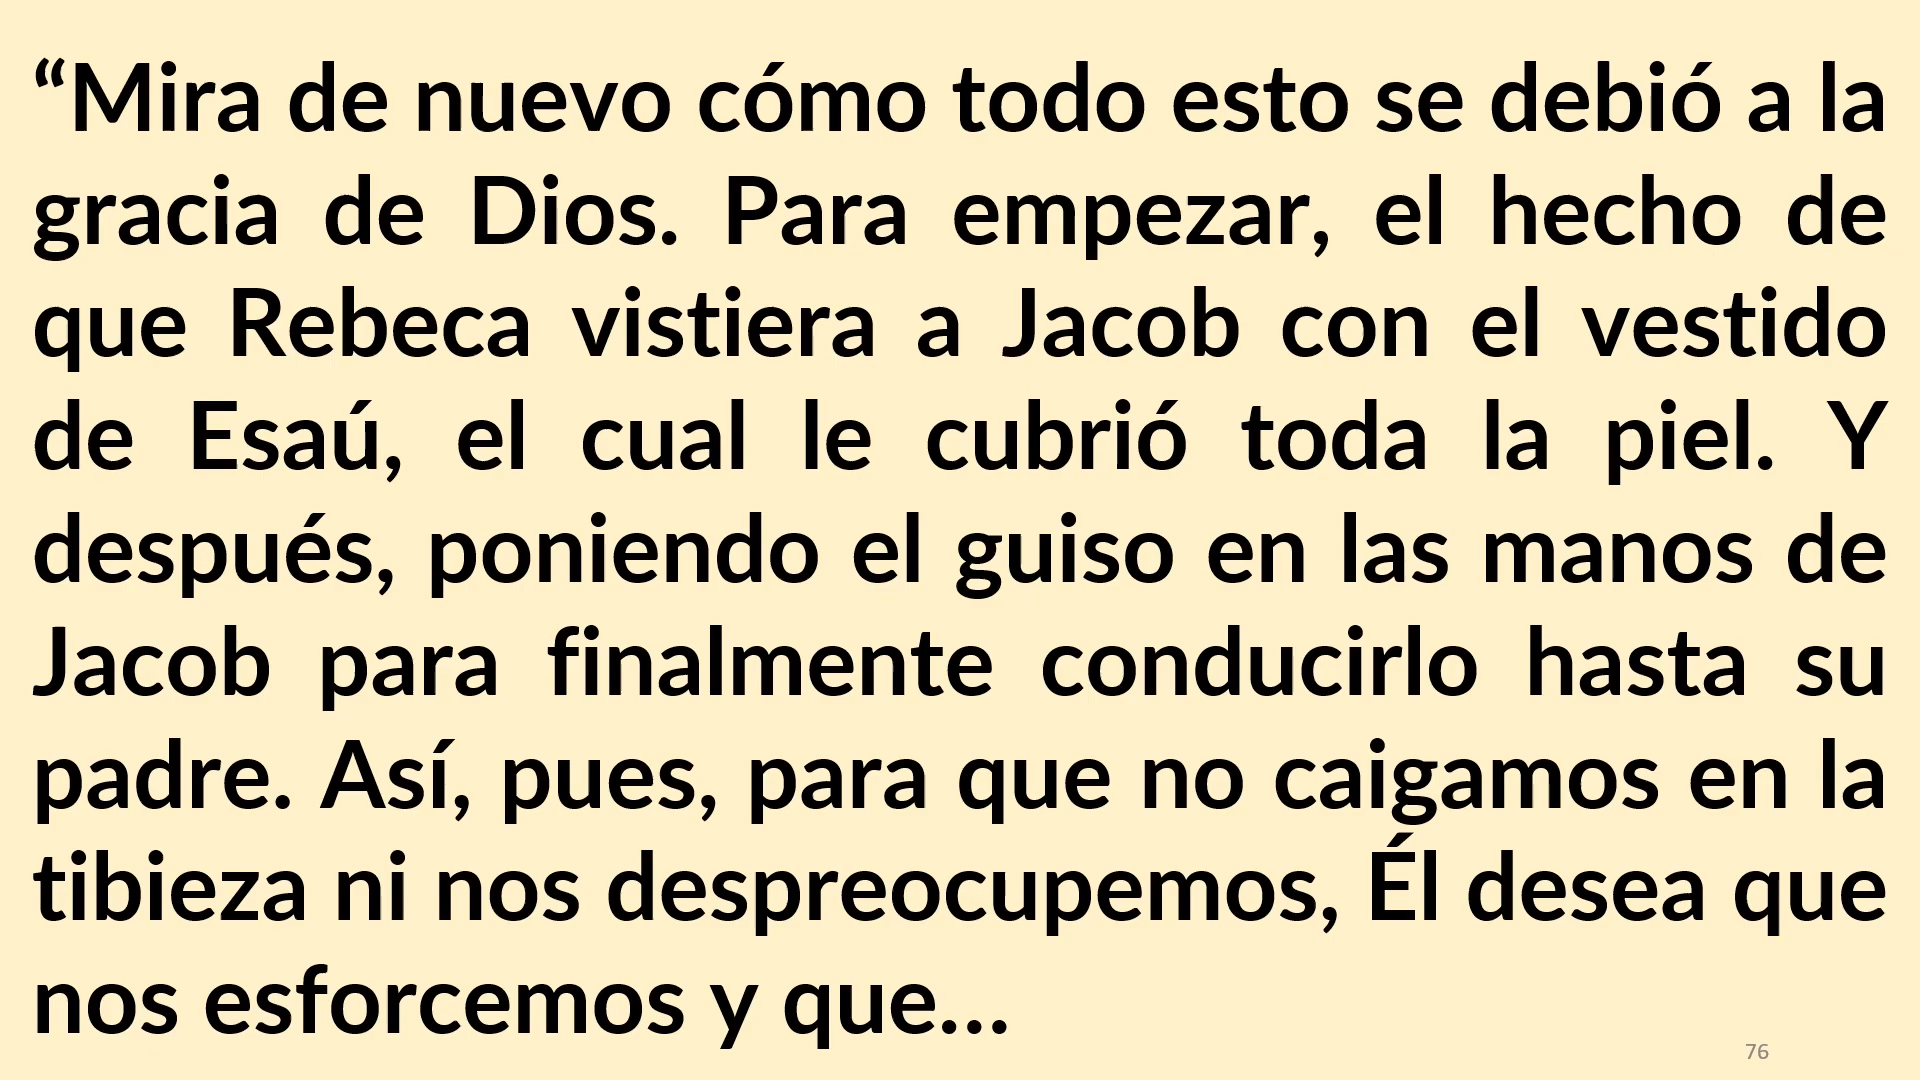 “Mira de nuevo cómo todo esto se debió a la
gracia de Dios. Para empezar, el hecho de
que Rebeca vistiera a Jacob con el vestido
de Esaú, el cual le cubrió toda la piel. Y
después, poniendo el guiso en las manos de
Jacob para finalmente conducirlo hasta su
padre. Así, pues, para que no caigamos en la
tibieza ni nos despreocupemos, Él desea que
nos esforcemos y que…
76